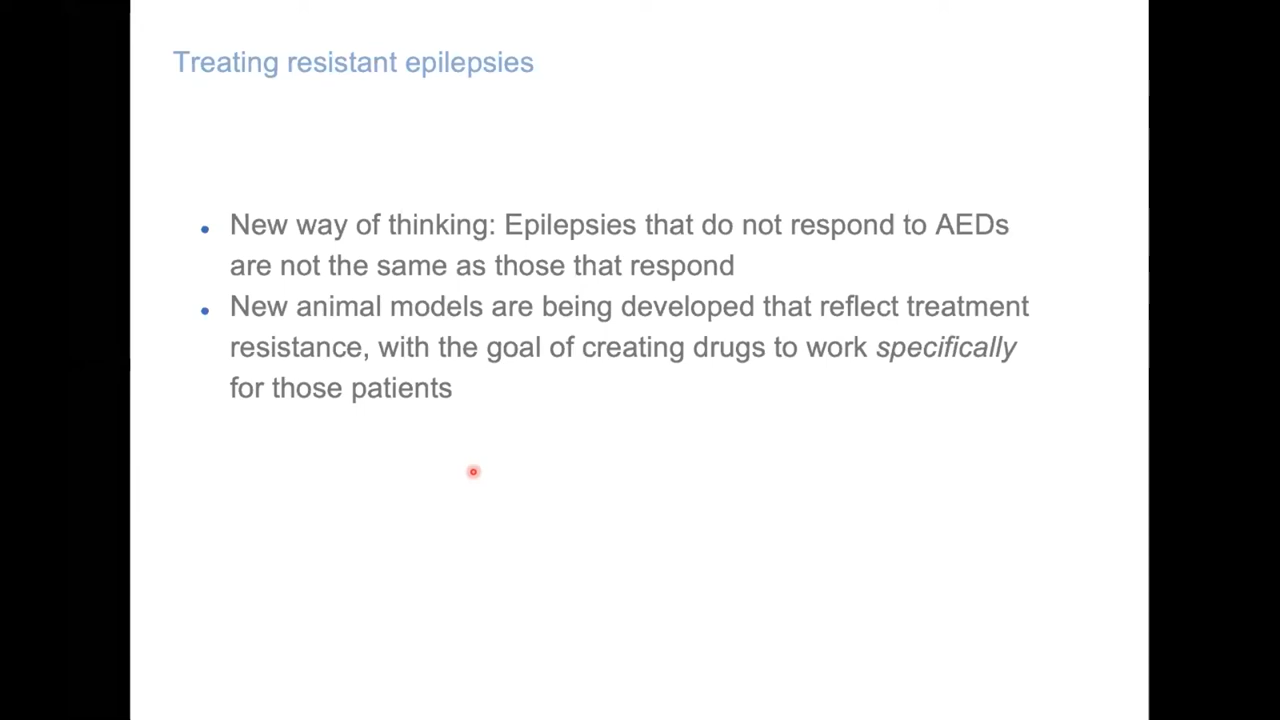 Treating resistant epilepsies
• New way of thinking: Epilepsies that do not respond to AEDs
are not the same as those that respond
• New animal models are being developed that reflect treatment
resistance, with the goal of creating drugs to work specifically
for those patients